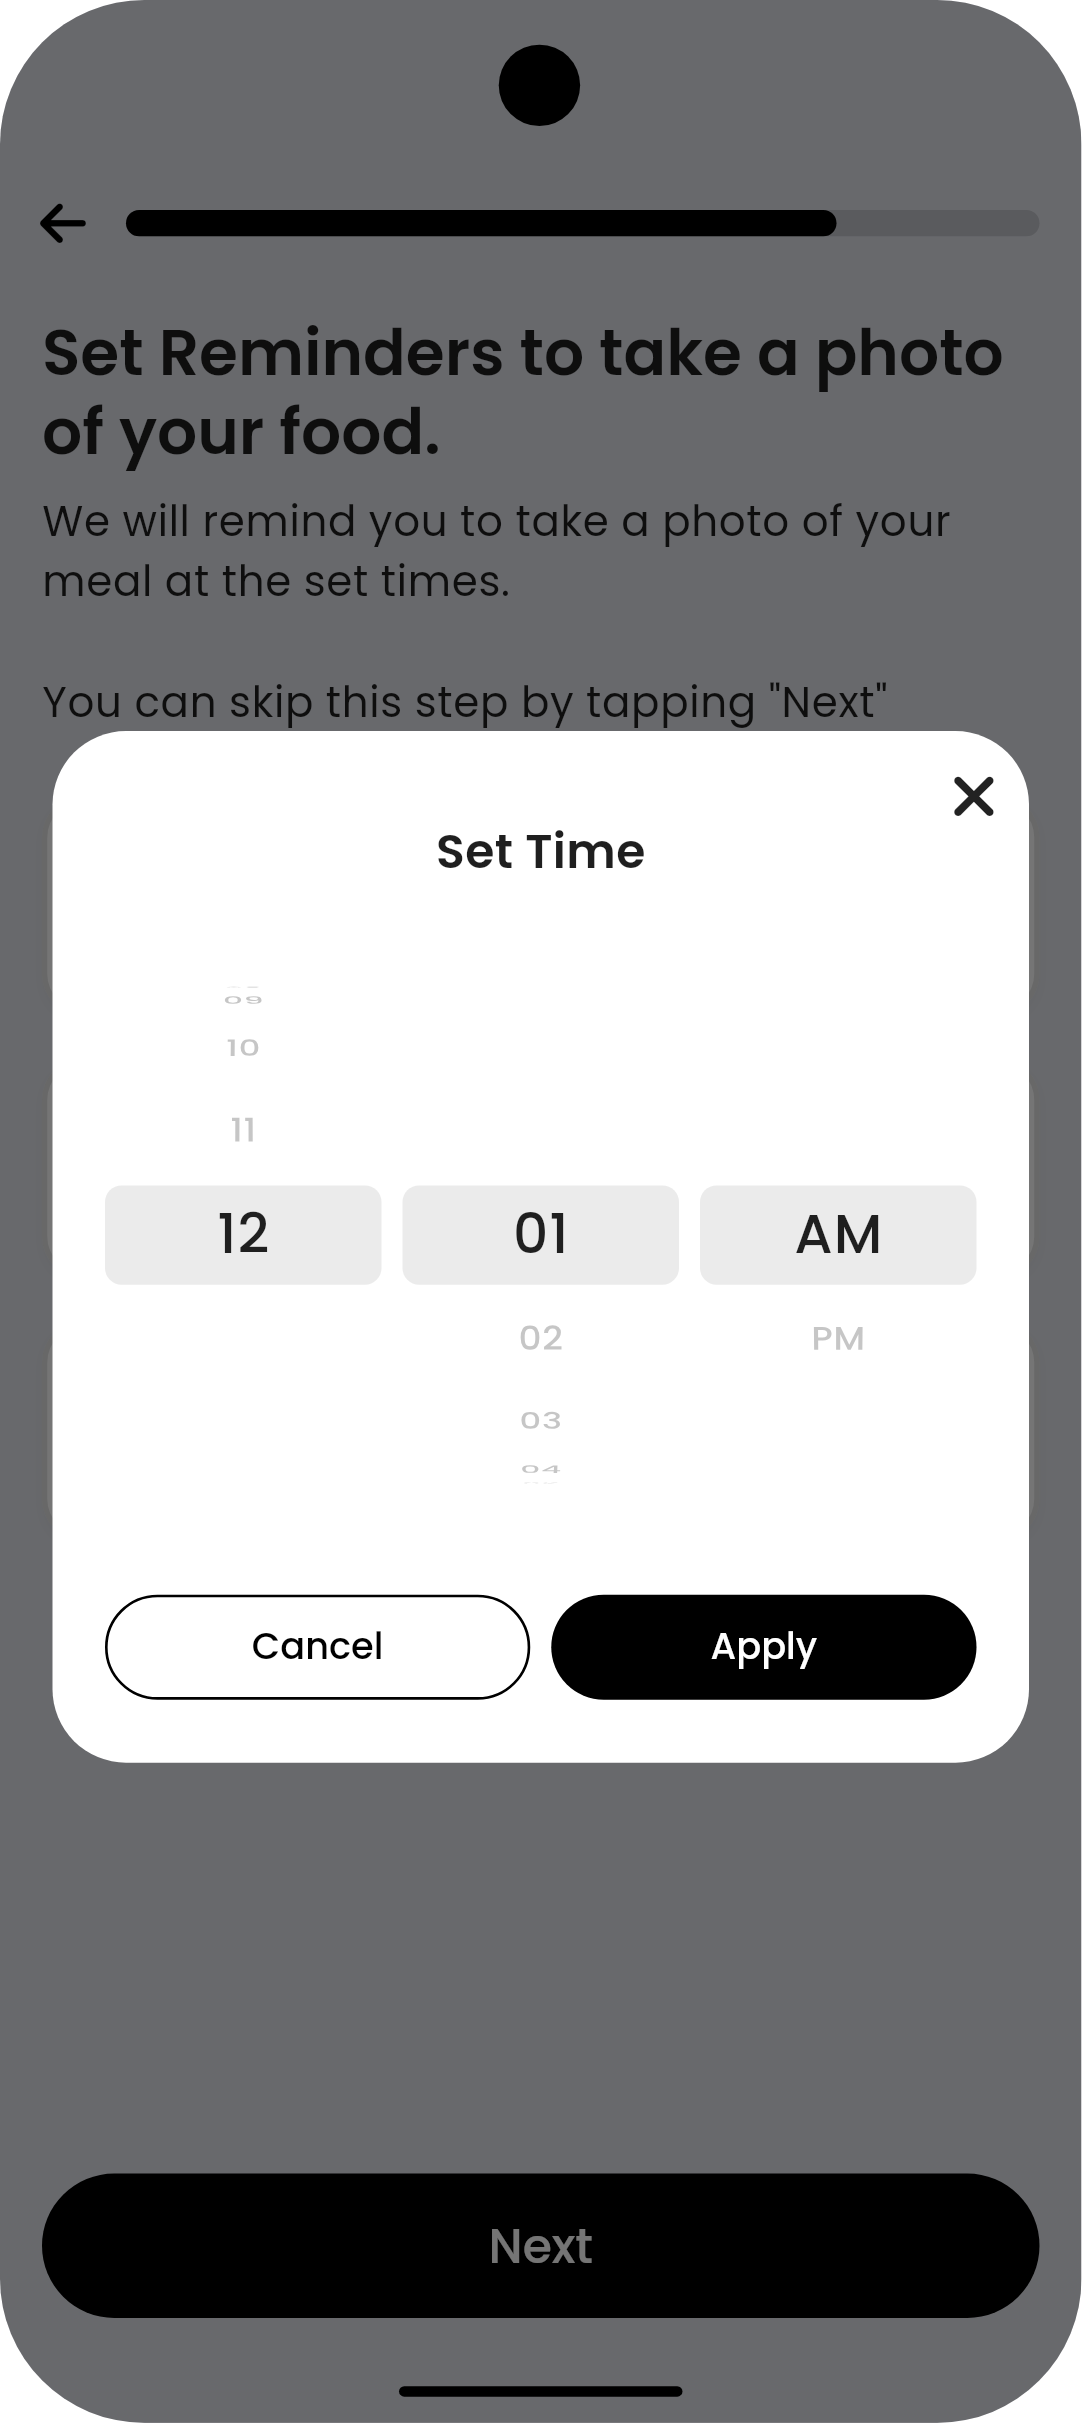 Set Reminders to take a photo
of your food.
We will remind you to take a photo of your
meal at the set times.
You can skip this step by tapping "Next"
Set Time
09
10
11
12 01 AM
02 PM
03
04
Cancel Apply
Next